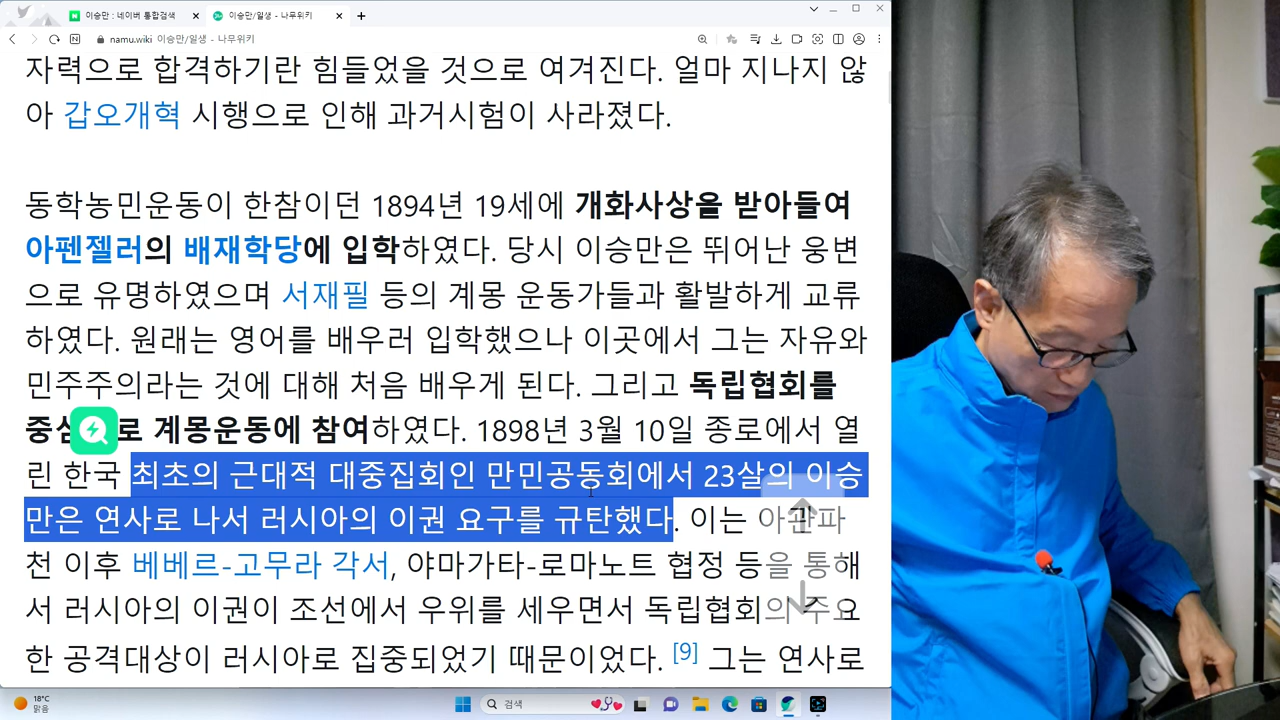 이승만 : 네이버 통합검색
이승만/일생 - 나무위키
namu.wiki 이승만/일생 - 나무위키
자력으로 합격하기란 힘들었을 것으로 여겨진다. 얼마 지나지 않
아 갑오개혁 시행으로 인해 과거시험이 사라졌다.
동학농민운동이 한참이던 1894년 19세에 개화사상을 받아들여
아펜젤러의 배재학당에 입학하였다. 당시 이승만은 뛰어난 웅변
으로 유명하였으며 서재필 등의 계몽 운동가들과 활발하게 교류
하였다. 원래는 영어를 배우러 입학했으나 이곳에서 그는 자유와
민주주의라는 것에 대해 처음 배우게 된다. 그리고 독립협회를
중심 로 계몽운동에 참여하였다. 1898년 3월 10일 종로에서 열
린 한국 최초의 근대적 대중집회인 만민공동회에서 23살의 이승
만은 연사로 나서 러시아의 이권 요구를 규탄했다. 이는 아관파
천 이후 베베르-고무라 각서, 야마가타-로마노트 협정 등을 통해
서 러시아의 이권이 조선에서 우위를 세우면서 독립협회의 주요
한 공격대상이 러시아로 집중되었기 때문이었다. [9] 그는 연사로
18°C
맑음
검색